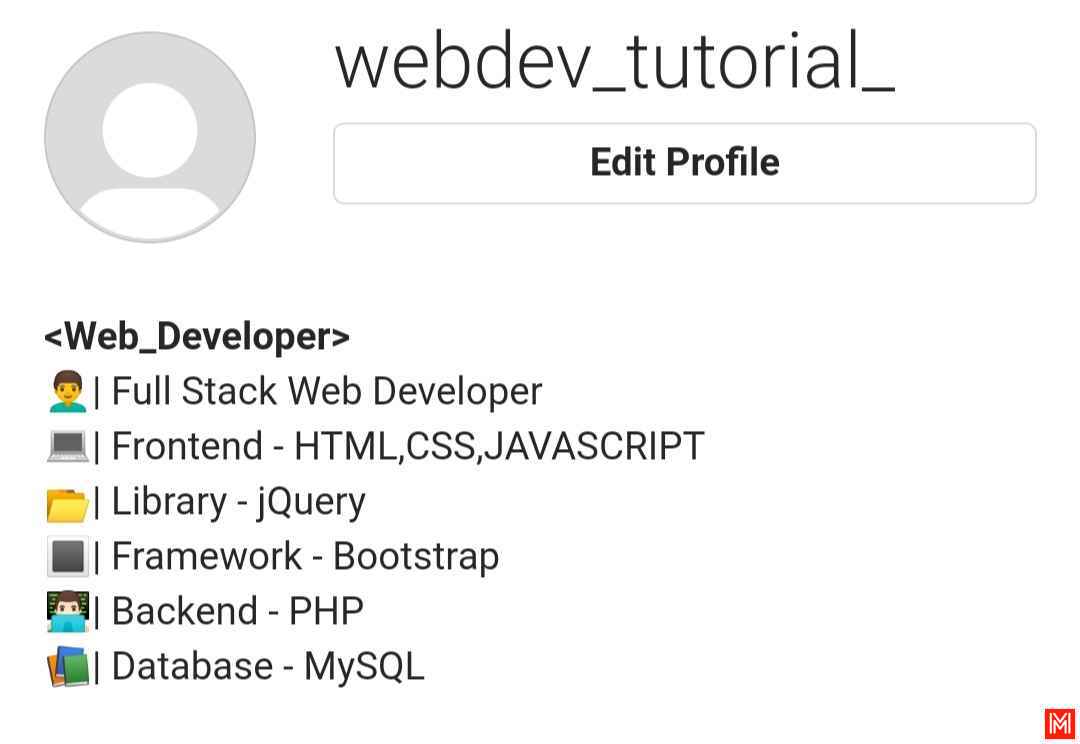 webdev_tutorial_
Edit Profile
<Web_Developer>
👨‍⚕️| Full Stack Web Developer
💻| Frontend - HTML,CSS,JAVASCRIPT
📂| Library - jQuery
🔳| Framework - Bootstrap
👨🏻‍💻| Backend - PHP
📚| Database - MySQL
M